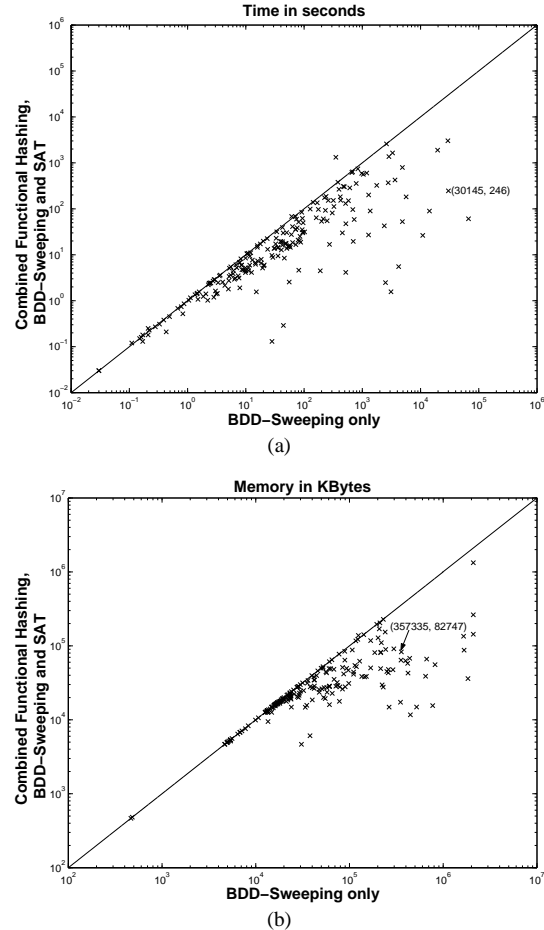 Time in seconds
10^6
10^5
10^4
10^3
10^2
10^1
10^0
10^−1
10^−2
Combined Functional Hashing,
BDD−Sweeping and SAT
(30145, 246)
10^−2 10^−1 10^0 10^1 10^2 10^3 10^4 10^5 10^6
BDD−Sweeping only
(a)
Memory in KBytes
10^7
10^6
10^5
10^4
10^3
10^2
Combined Functional Hashing,
BDD−Sweeping and SAT
(357335, 82747)
10^2 10^3 10^4 10^5 10^6 10^7
BDD−Sweeping only
(b)